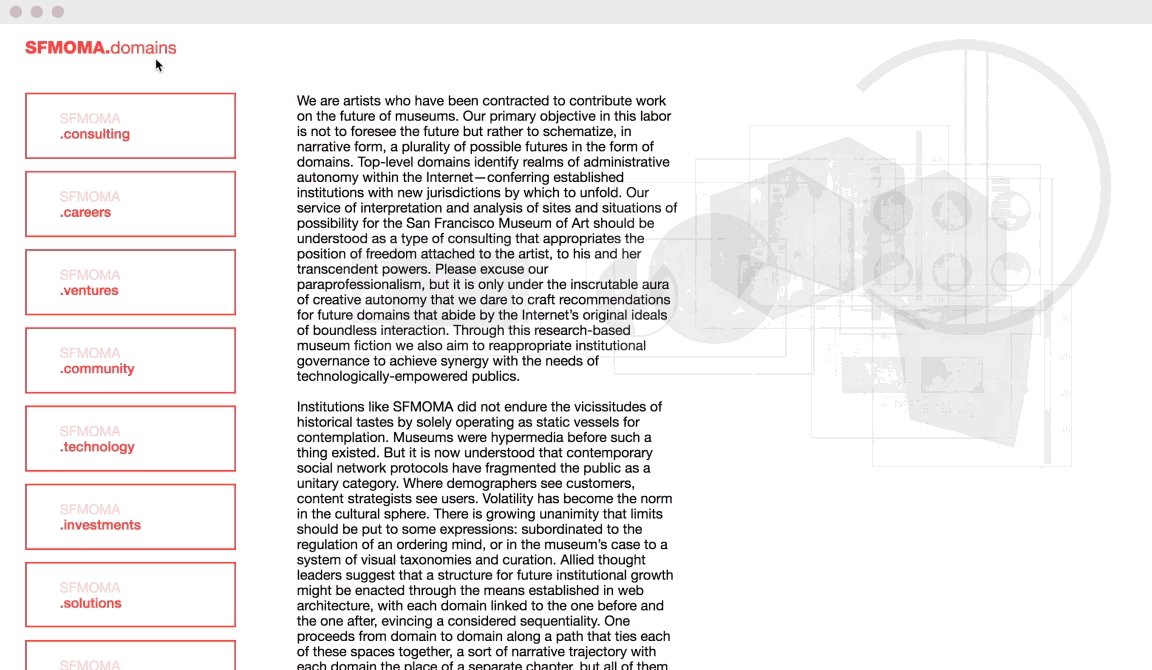 SFMOMA.domains
SFMOMA
.consulting
SFMOMA
.careers
SFMOMA
.ventures
SFMOMA
.community
SFMOMA
.technology
SFMOMA
.investments
SFMOMA
.solutions
SFMOMA
We are artists who have been contracted to contribute work
on the future of museums. Our primary objective in this labor
is not to foresee the future but rather to schematize, in
narrative form, a plurality of possible futures in the form of
domains. Top-level domains identify realms of administrative
autonomy within the Internet—conferring established
institutions with new jurisdictions by which to unfold. Our
service of interpretation and analysis of sites and situations of
possibility for the San Francisco Museum of Art should be
understood as a type of consulting that appropriates the
position of freedom attached to the artist, to his and her
transcendent powers. Please excuse our
paraprofessionalism, but it is only under the inscrutable aura
of creative autonomy that we dare to craft recommendations
for future domains that abide by the Internet’s original ideals
of boundless interaction. Through this research-based
museum fiction we also aim to reappropriate institutional
governance to achieve synergy with the needs of
technologically-empowered publics.
Institutions like SFMOMA did not endure the vicissitudes of
historical tastes by solely operating as static vessels for
contemplation. Museums were hypermedia before such a
thing existed. But it is now understood that contemporary
social network protocols have fragmented the public as a
unitary category. Where demographers see customers,
content strategists see users. Volatility has become the norm
in the cultural sphere. There is growing unanimity that limits
should be put to some expressions: subordinated to the
regulation of an ordering mind, or in the museum’s case to a
system of visual taxonomies and curation. Allied thought
leaders suggest that a structure for future institutional growth
might be enacted through the means established in web
architecture, with each domain linked to the one before and
the one after, evincing a considered sequentiality. One
proceeds from domain to domain along a path that ties each
of these spaces together, a sort of narrative trajectory with
each domain the place of a separate chapter, but all of them